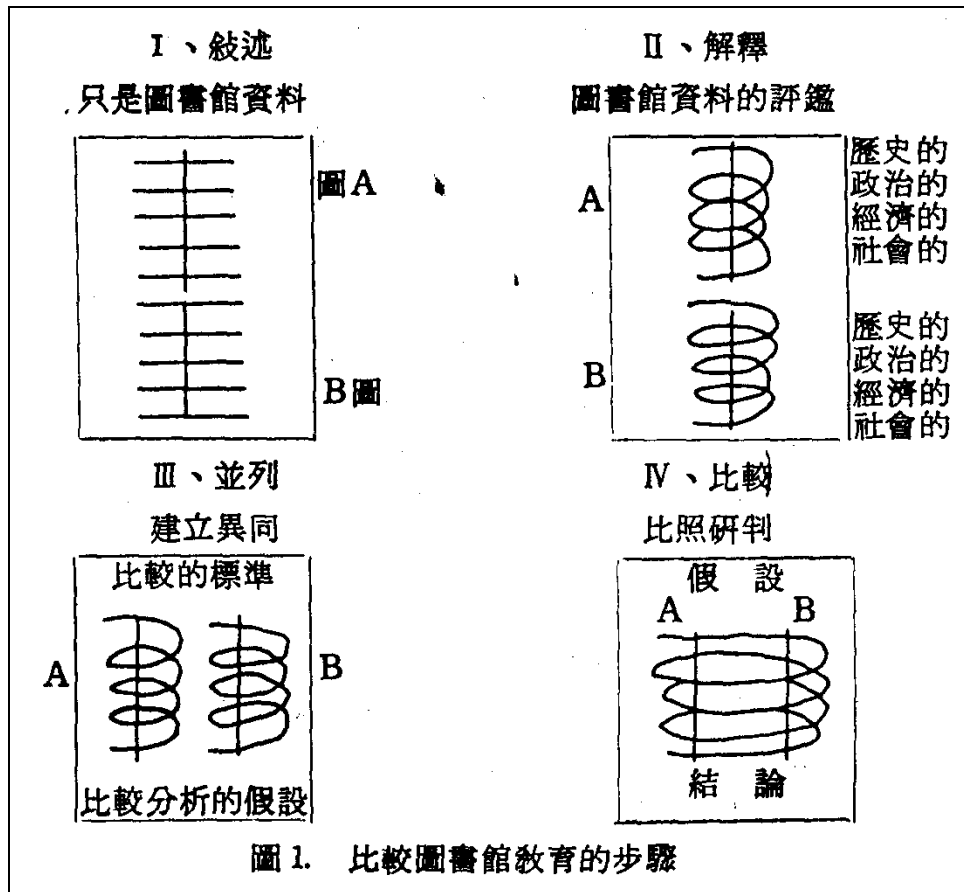 I、敍述
只是圖書館資料
圖A
B圖
II、解釋
圖書館資料的評鑑
A
歷史的
政治的
經濟的
社會的
B
歷史的
政治的
經濟的
社會的
III、並列
建立異同
比較的標準
A
B
比較分析的假設
IV、比較
比照研判
假 設
A B
結 論
圖1. 比較圖書館教育的步驟